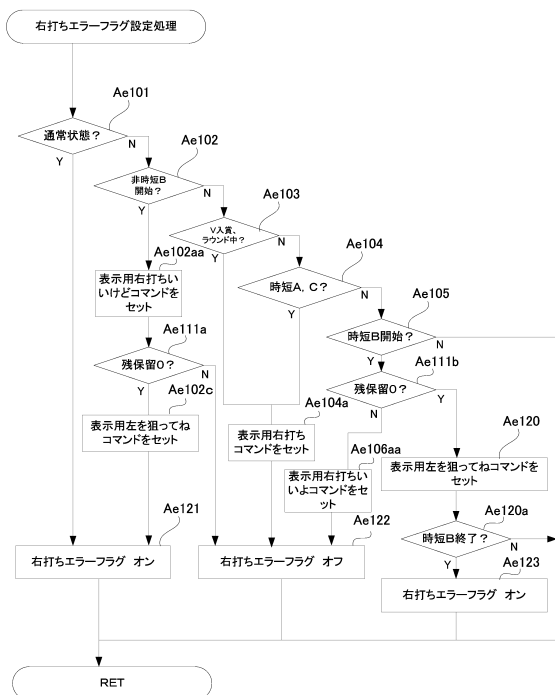 右打ちエラーフラグ設定処理
Ae101
通常状態？
Y
N
Ae102
非時短B
開始？
Y
N
Ae103
V入賞、
ラウンド中？
Y
N
Ae102aa
表示用右打ちい
いけどコマンドを
セット
Ae104
時短A, C？
Y
N
Ae105
時短B開始？
Y
N
Ae111a
残保留0？
Y
N
Ae111b
残保留0？
N
Y
Ae102c
表示用左を狙ってね
コマンドをセット
Ae104a
表示用右打ち
コマンドをセット
Ae106aa
表示用右打ちい
いよコマンドをセ
ット
Ae120
表示用左を狙ってねコマンドを
セット
Ae120a
時短B終了？
Y
N
Ae121
右打ちエラーフラグ オン
Ae122
右打ちエラーフラグ オフ
Ae123
右打ちエラーフラグ オン
RET